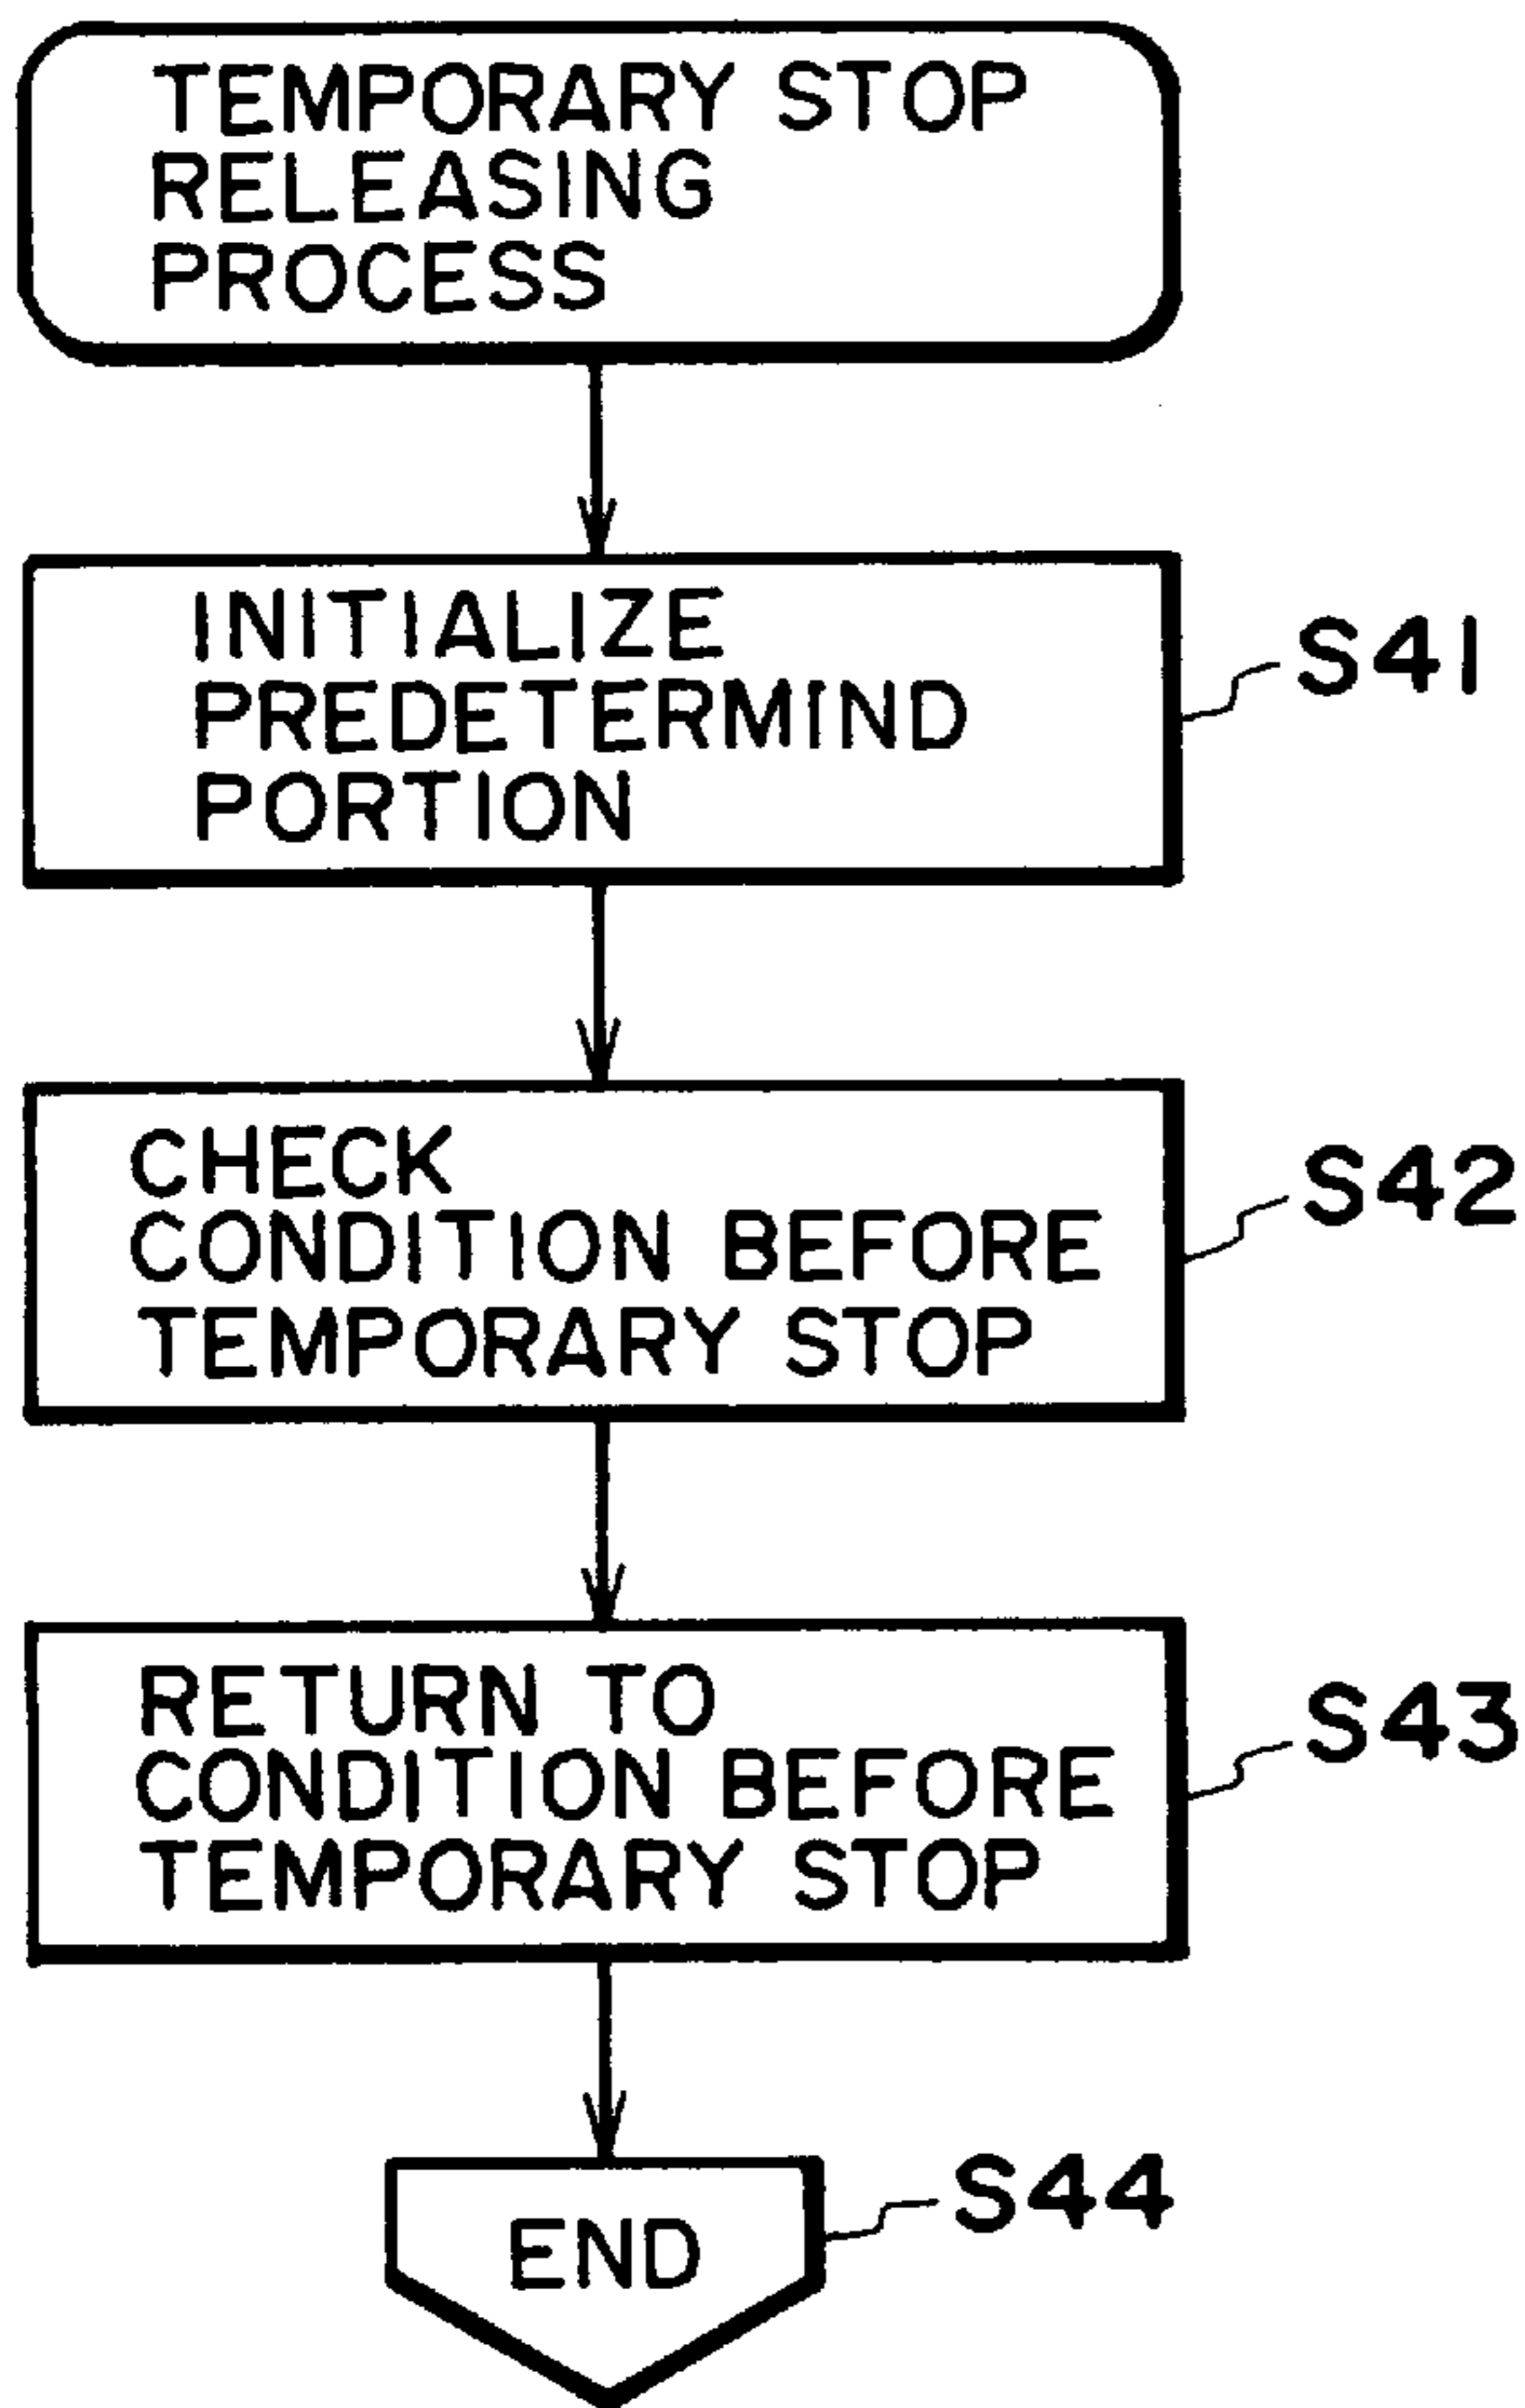 TEMPORARY STOP
RELEASING
PROCESS
INITIALIZE
PREDETERMIND
PORTION
S41
CHECK
CONDITION BEFORE
TEMPORARY STOP
S42
RETURN TO
CONDITION BEFORE
TEMPORARY STOP
S43
END
S44